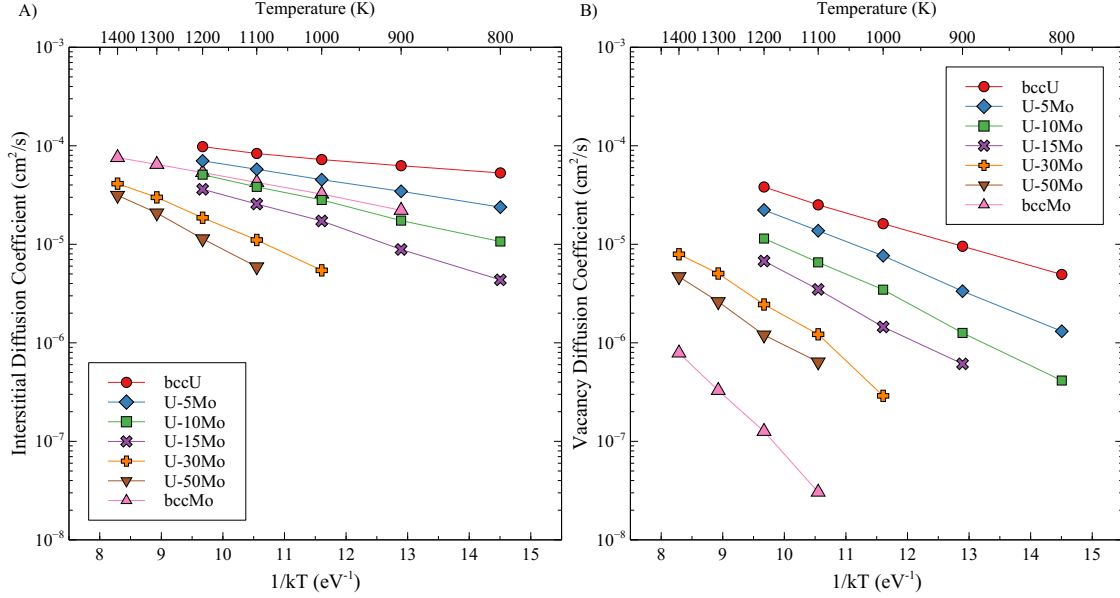 A)
Temperature (K)
1400 1300 1200 1100 1000 900 800
10⁻³
10⁻⁴
10⁻⁵
10⁻⁶
10⁻⁷
10⁻⁸
Interstitial Diffusion Coefficient (cm²/s)
bccU
U-5Mo
U-10Mo
U-15Mo
U-30Mo
U-50Mo
bccMo
8 9 10 11 12 13 14 15
1/kT (eV⁻¹)
B)
Temperature (K)
1400 1300 1200 1100 1000 900 800
10⁻³
10⁻⁴
10⁻⁵
10⁻⁶
10⁻⁷
10⁻⁸
Vacancy Diffusion Coefficient (cm²/s)
bccU
U-5Mo
U-10Mo
U-15Mo
U-30Mo
U-50Mo
bccMo
8 9 10 11 12 13 14 15
1/kT (eV⁻¹)